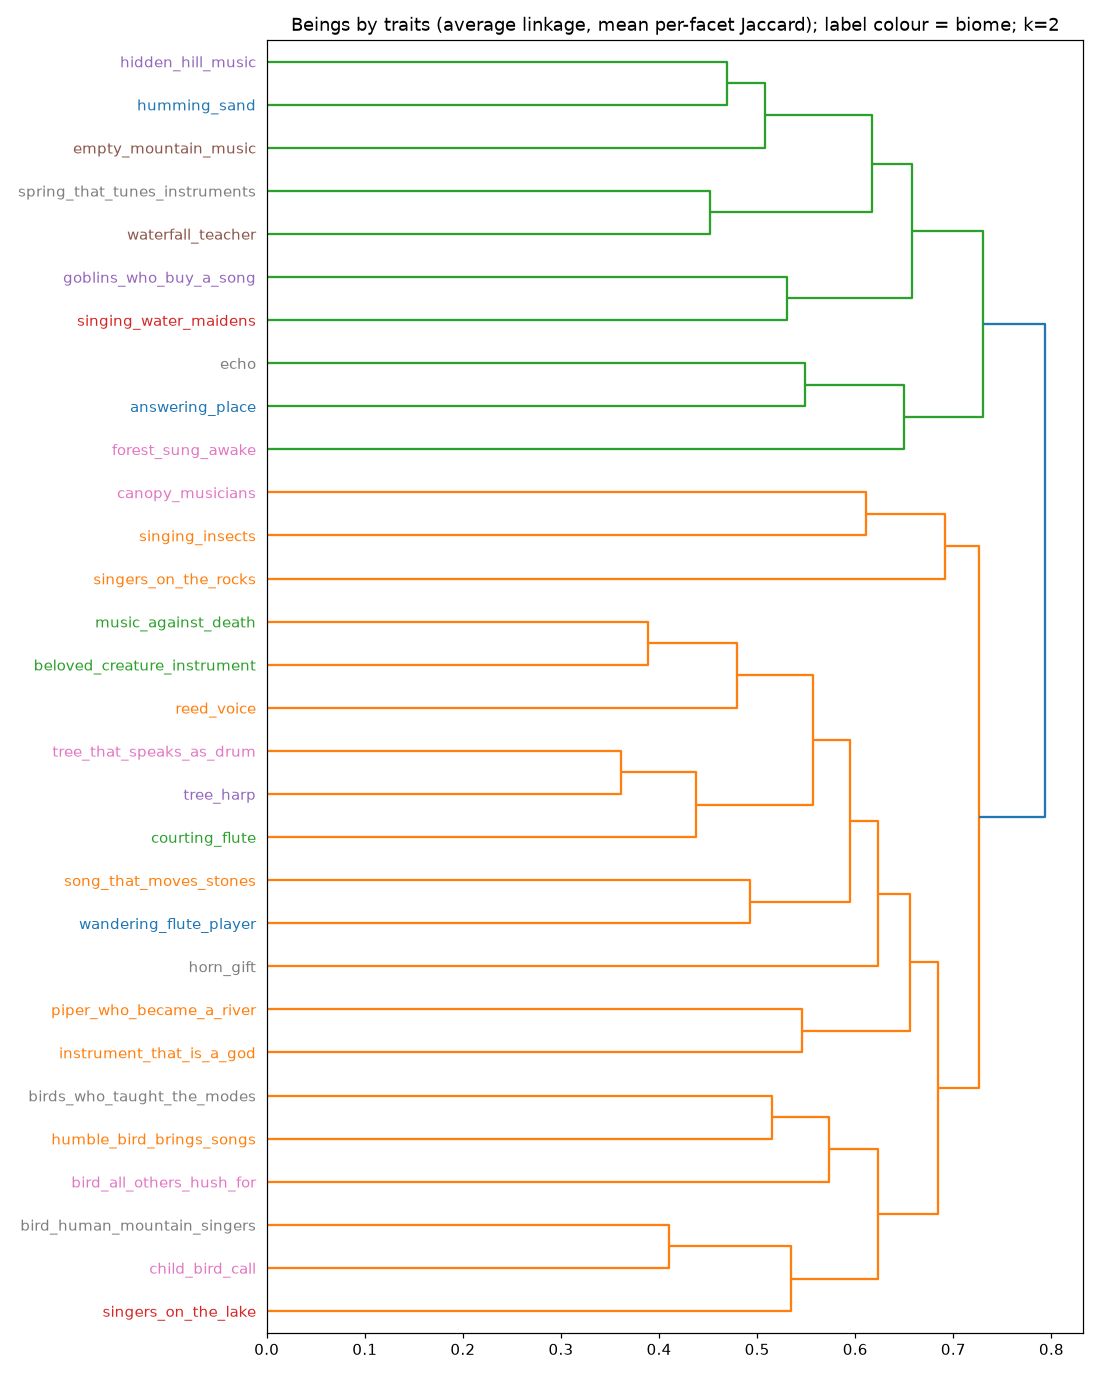 Beings by traits (average linkage, mean per-facet Jaccard); label colour = biome; k=2
hidden_hill_music
humming_sand
empty_mountain_music
spring_that_tunes_instruments
waterfall_teacher
goblins_who_buy_a_song
singing_water_maidens
echo
answering_place
forest_sung_awake
canopy_musicians
singing_insects
singers_on_the_rocks
music_against_death
beloved_creature_instrument
reed_voice
tree_that_speaks_as_drum
tree_harp
courting_flute
song_that_moves_stones
wandering_flute_player
horn_gift
piper_who_became_a_river
instrument_that_is_a_god
birds_who_taught_the_modes
humble_bird_brings_songs
bird_all_others_hush_for
bird_human_mountain_singers
child_bird_call
singers_on_the_lake
0.0 0.1 0.2 0.3 0.4 0.5 0.6 0.7 0.8